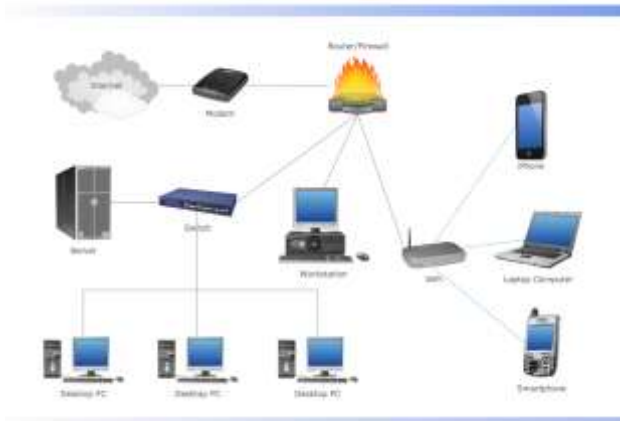 Router/Firewall
Internet
Modem
iPhone
Server
Switch
Workstation
WiFi
Laptop Computer
Desktop PC
Desktop PC
Desktop PC
Smartphone